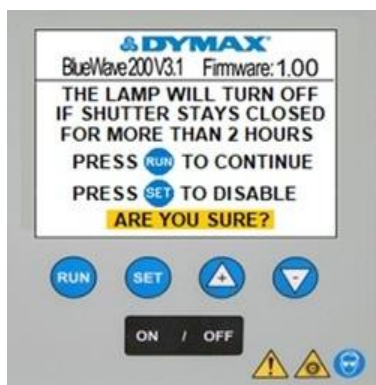 DYMAX
BlueWave 200 V3.1 Firmware: 1.00
THE LAMP WILL TURN OFF
IF SHUTTER STAYS CLOSED
FOR MORE THAN 2 HOURS
PRESS RUN TO CONTINUE
PRESS SET TO DISABLE
ARE YOU SURE?
RUN SET + -
ON / OFF